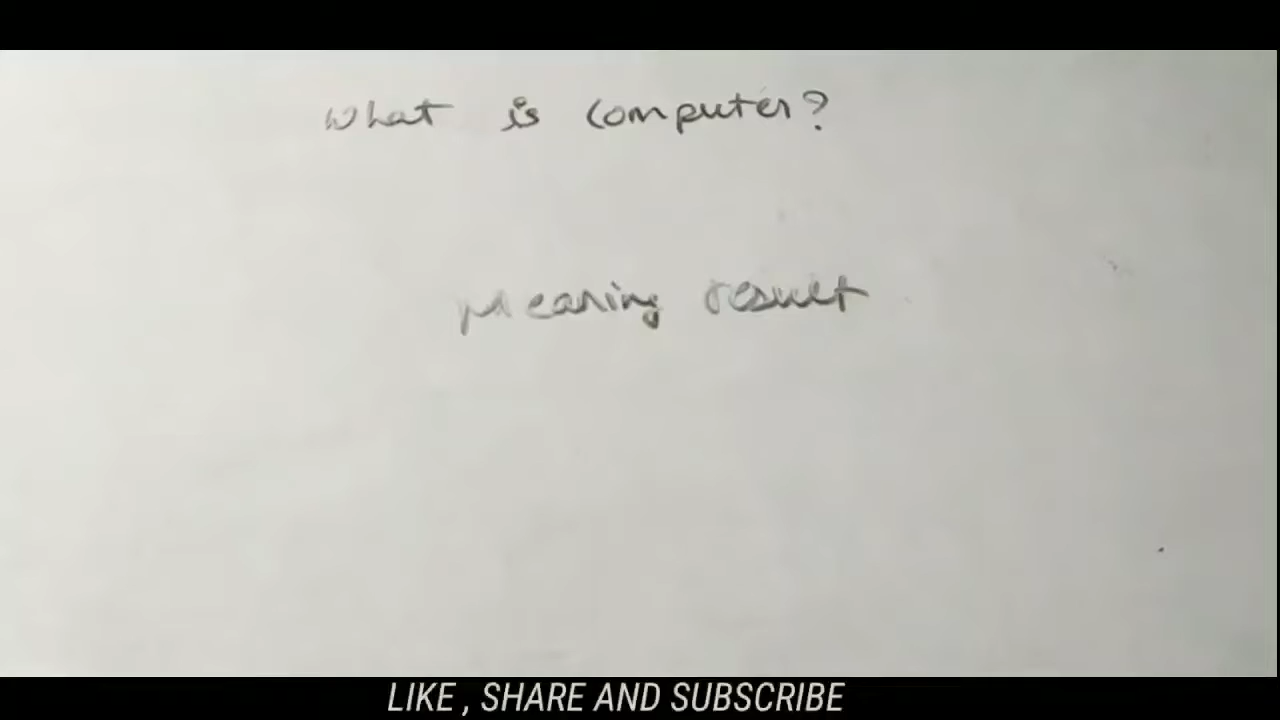 What is computer?
Meaning result
LIKE , SHARE AND SUBSCRIBE